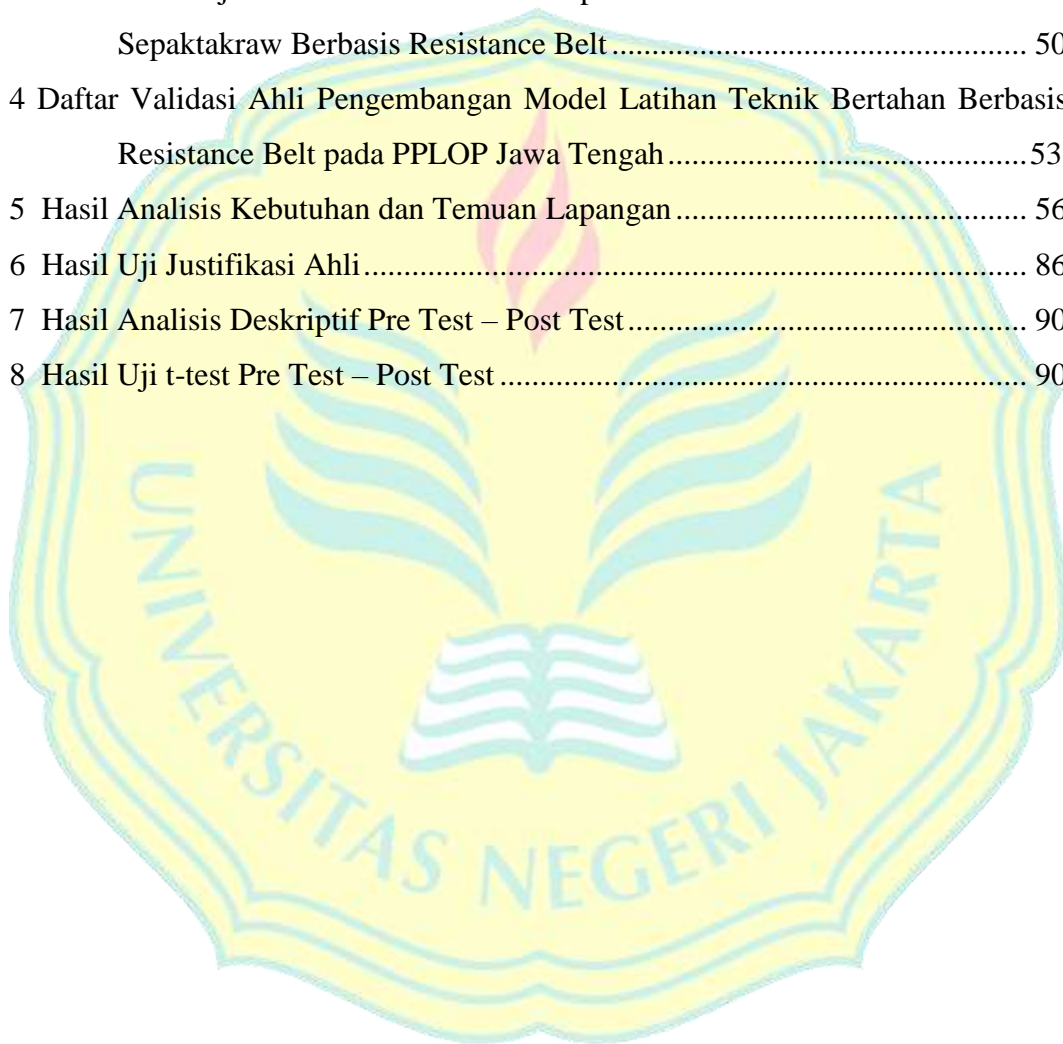 Sepaktakraw Berbasis Resistance Belt ........................................................................ 50
4 Daftar Validasi Ahli Pengembangan Model Latihan Teknik Bertahan Berbasis
Resistance Belt pada PPLOP Jawa Tengah ..............................................................53
5 Hasil Analisis Kebutuhan dan Temuan Lapangan ............................................................. 56
6 Hasil Uji Justifikasi Ahli .................................................................................................................... 86
7 Hasil Analisis Deskriptif Pre Test – Post Test ..................................................................... 90
8 Hasil Uji t-test Pre Test – Post Test ............................................................................................ 90
UNIVERSITAS NEGERI JAKARTA